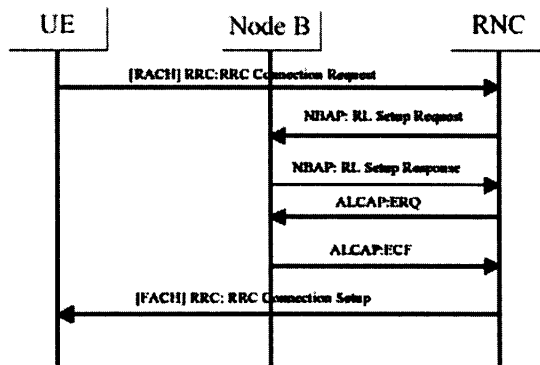 UE Node B RNC
[RACH] RRC:RRC Connection Request
NBAP: RL Setup Request
NBAP: RL Setup Response
ALCAP:ERQ
ALCAP:ECF
[FACH] RRC: RRC Connection Setup